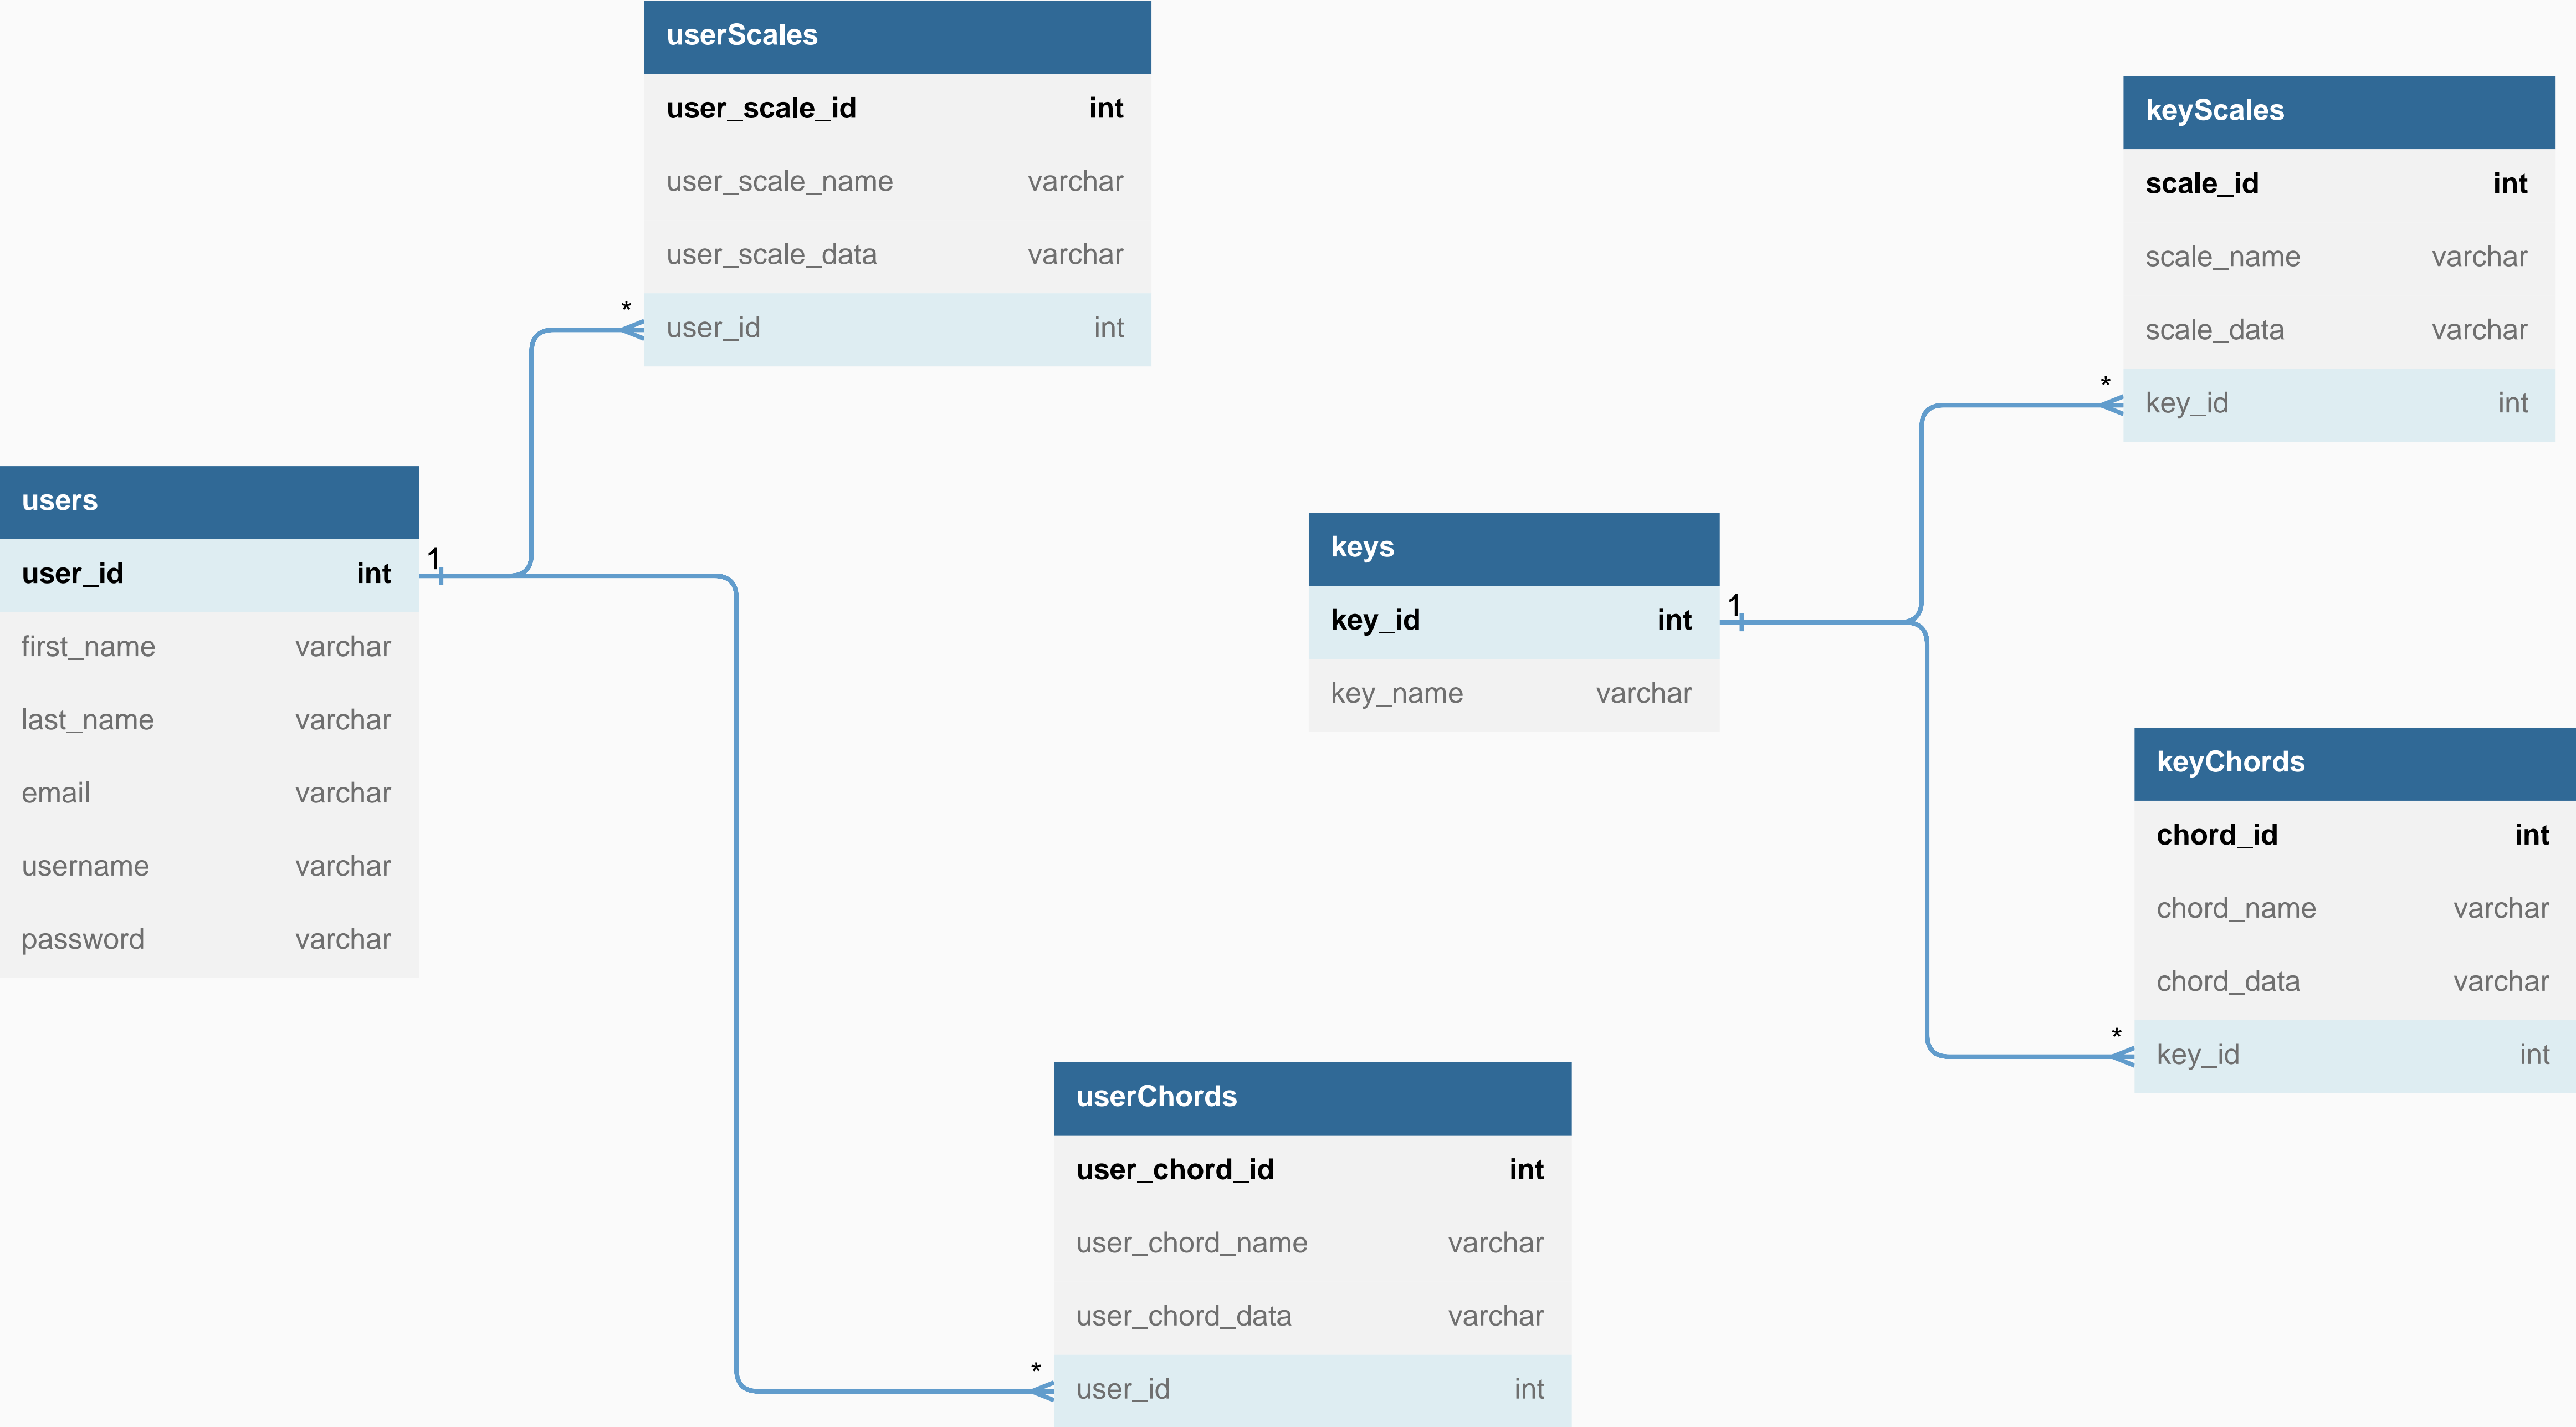 userScales
user_scale_id int
user_scale_name varchar
user_scale_data varchar
* user_id int
users
user_id int 1
first_name varchar
last_name varchar
email varchar
username varchar
password varchar
keyScales
scale_id int
scale_name varchar
scale_data varchar
* key_id int
keys
key_id int 1
key_name varchar
keyChords
chord_id int
chord_name varchar
chord_data varchar
* key_id int
userChords
user_chord_id int
user_chord_name varchar
user_chord_data varchar
* user_id int